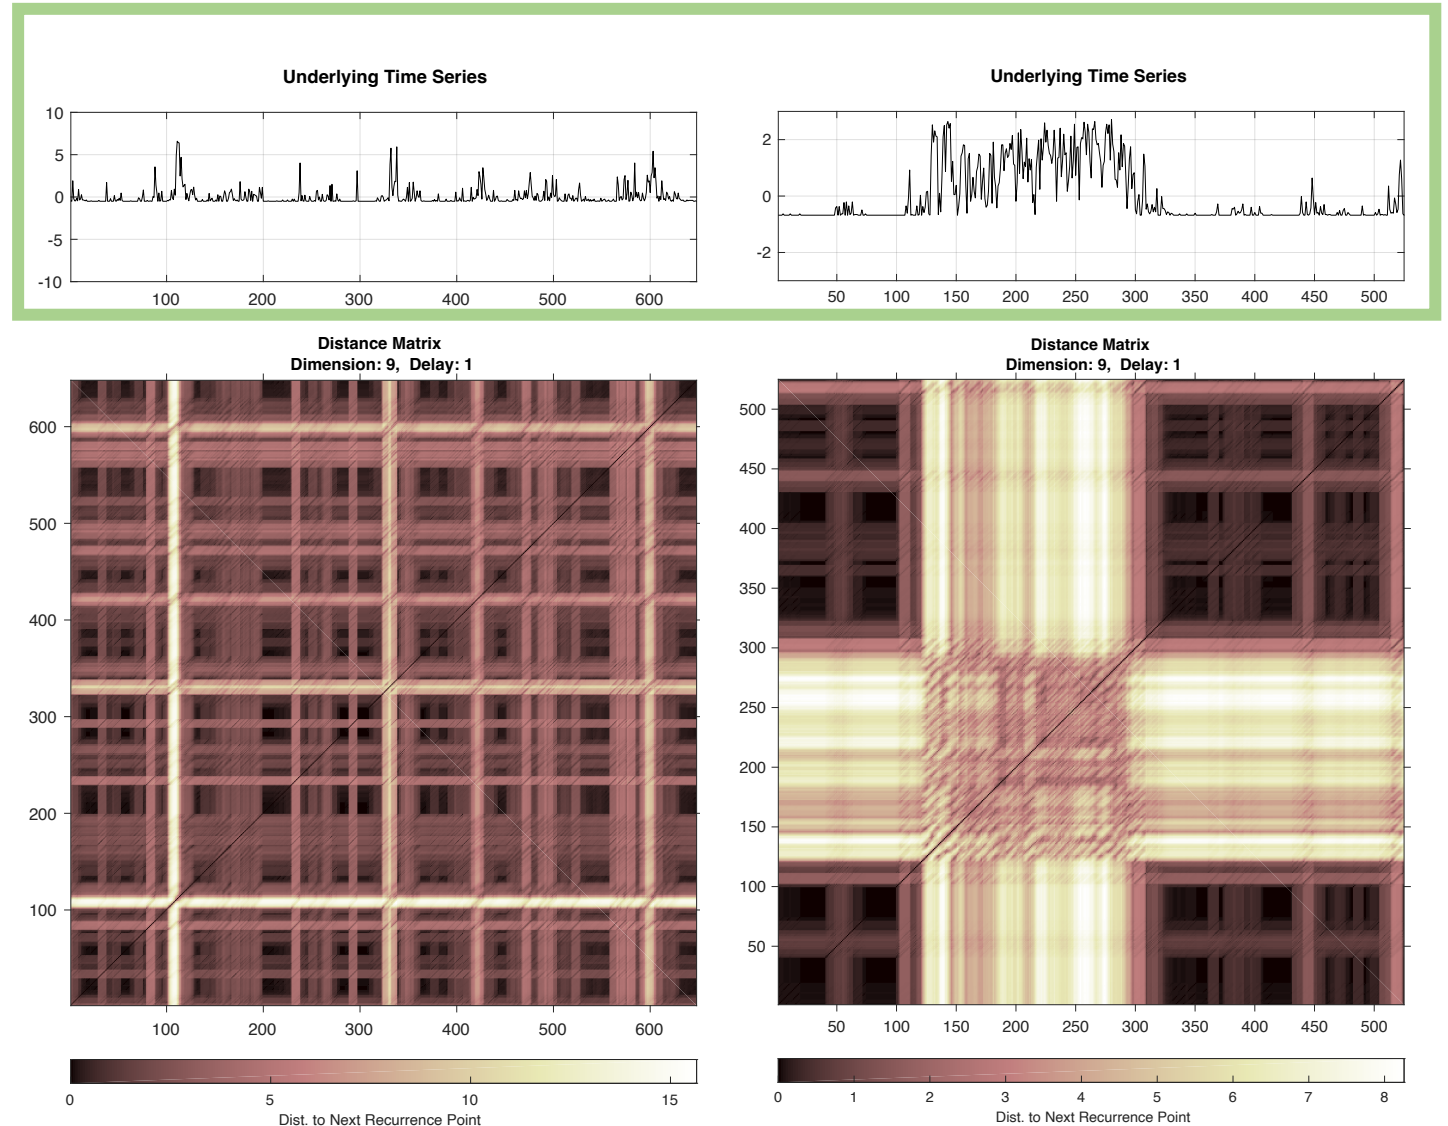 Underlying Time Series
10
5
0
-5
-10
100 200 300 400 500 600
Underlying Time Series
2
0
-2
50 100 150 200 250 300 350 400 450 500
Distance Matrix
Dimension: 9, Delay: 1
600
500
400
300
200
100
100 200 300 400 500 600
0 5 10 15
Dist. to Next Recurrence Point
Distance Matrix
Dimension: 9, Delay: 1
500
450
400
350
300
250
200
150
100
50
50 100 150 200 250 300 350 400 450 500
0 1 2 3 4 5 6 7 8
Dist. to Next Recurrence Point